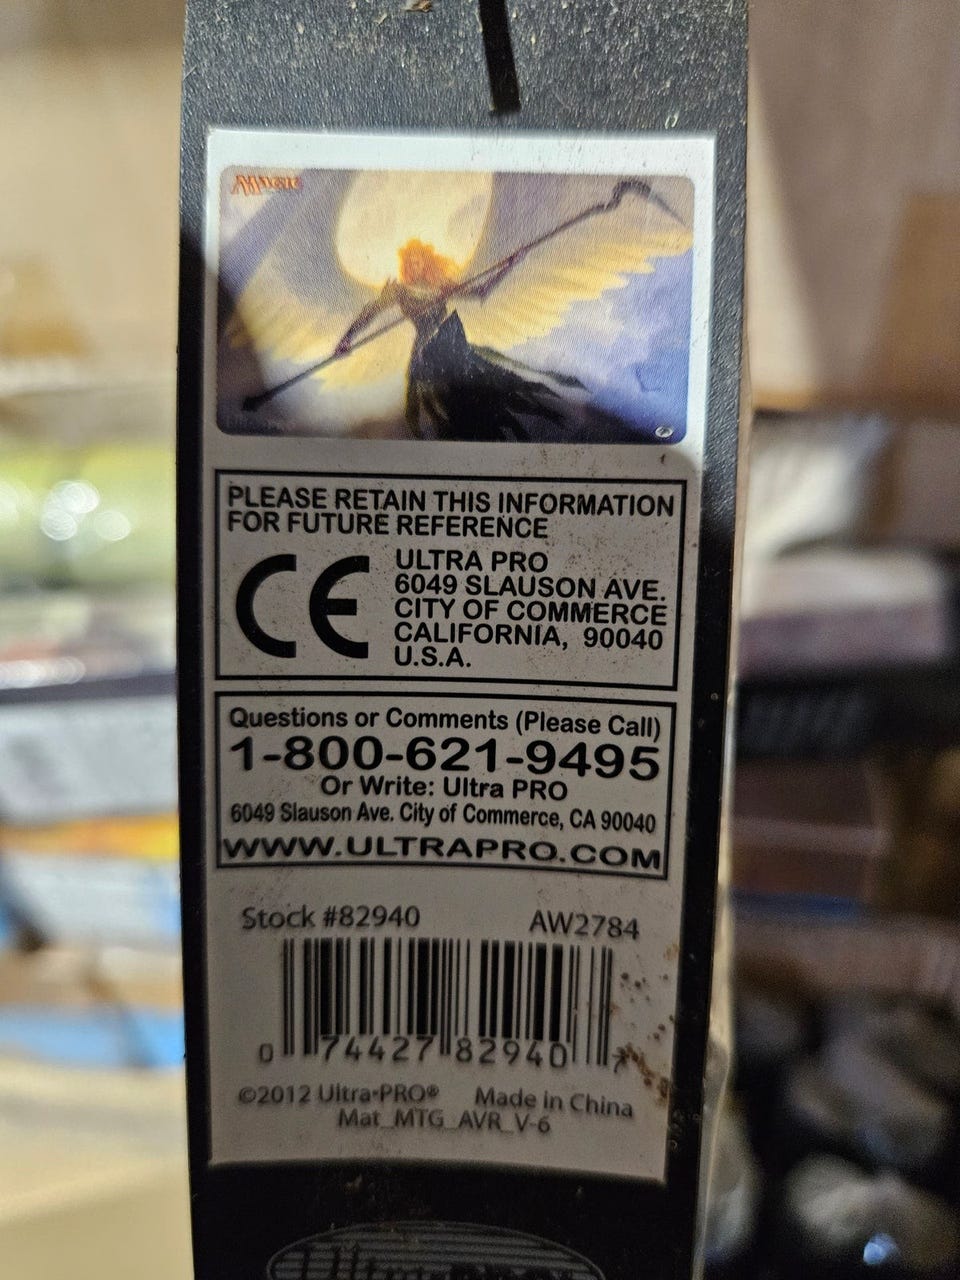 MAGIC
PLEASE RETAIN THIS INFORMATION
FOR FUTURE REFERENCE
CE
ULTRA PRO
6049 SLAUSON AVE.
CITY OF COMMERCE
CALIFORNIA, 90040
U.S.A.
Questions or Comments (Please Call)
1-800-621-9495
Or Write: Ultra PRO
6049 Slauson Ave. City of Commerce, CA 90040
WWW.ULTRAPRO.COM
Stock #82940 AW2784
0 74427 82940 7
©2012 Ultra•PRO® Made in China
Mat_MTG_AVR_V-6